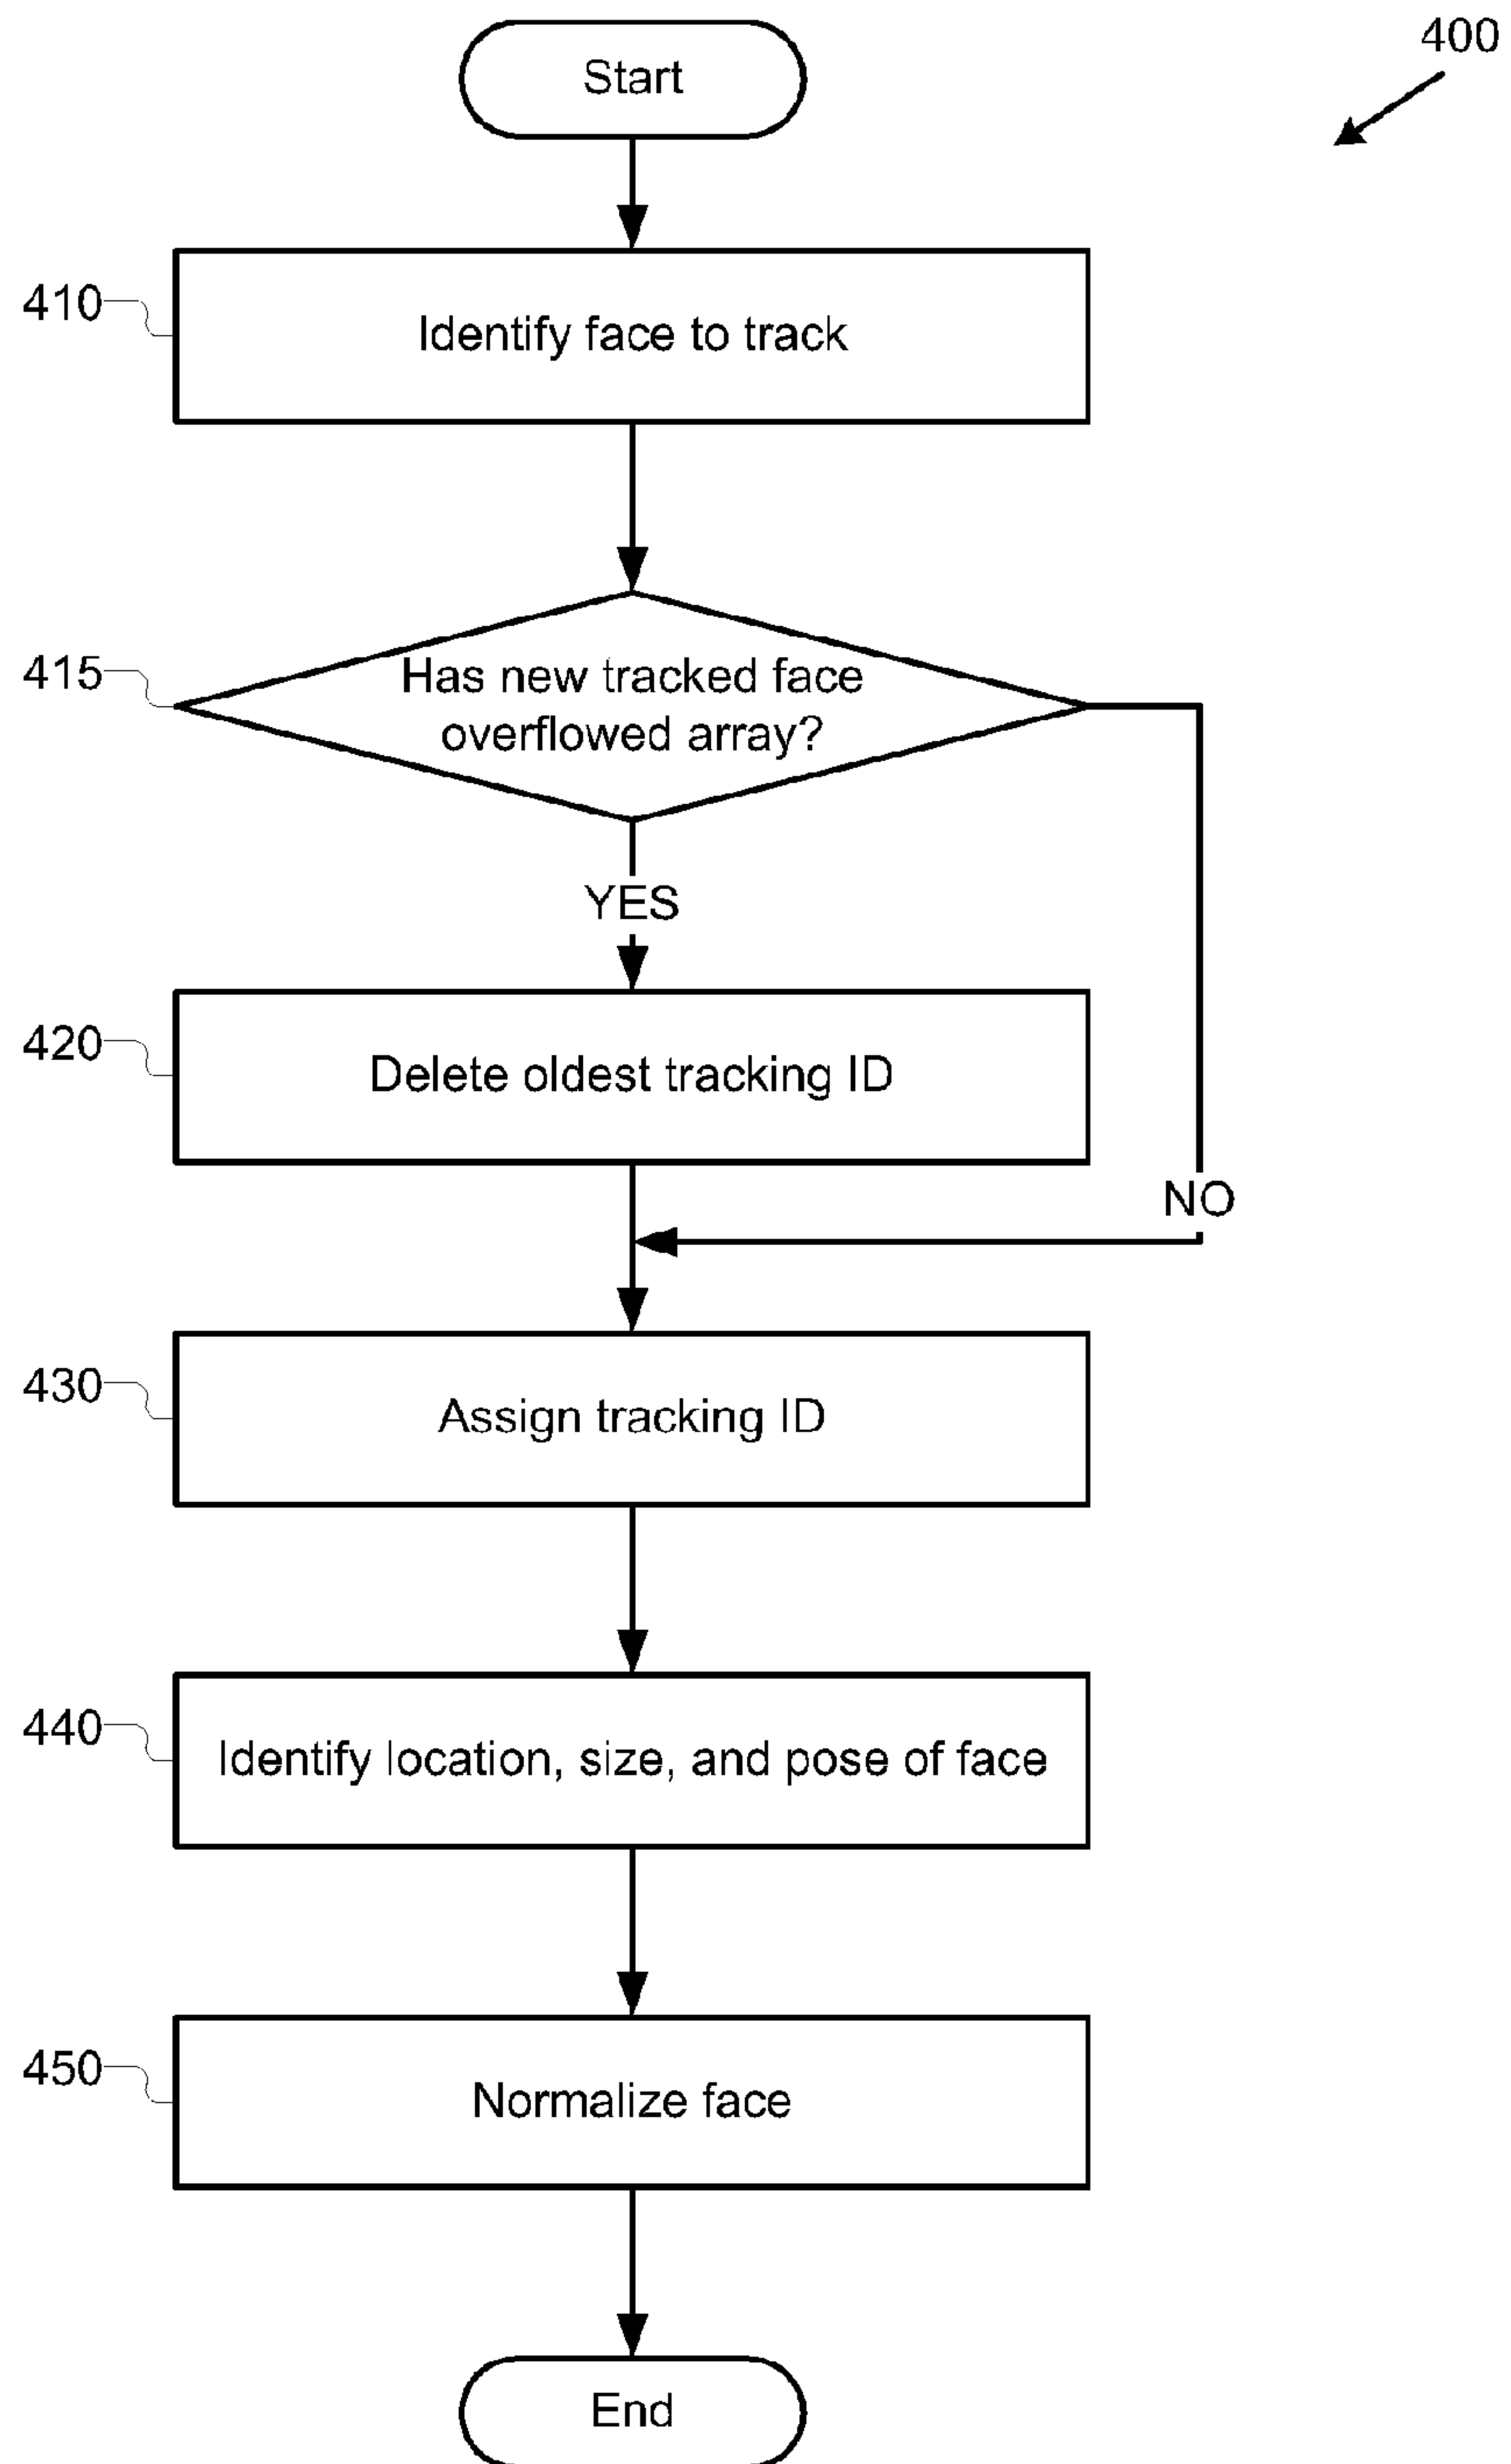 400
Start
410
Identify face to track
415
Has new tracked face
overflowed array?
YES
420
Delete oldest tracking ID
NO
430
Assign tracking ID
440
Identify location, size, and pose of face
450
Normalize face
End